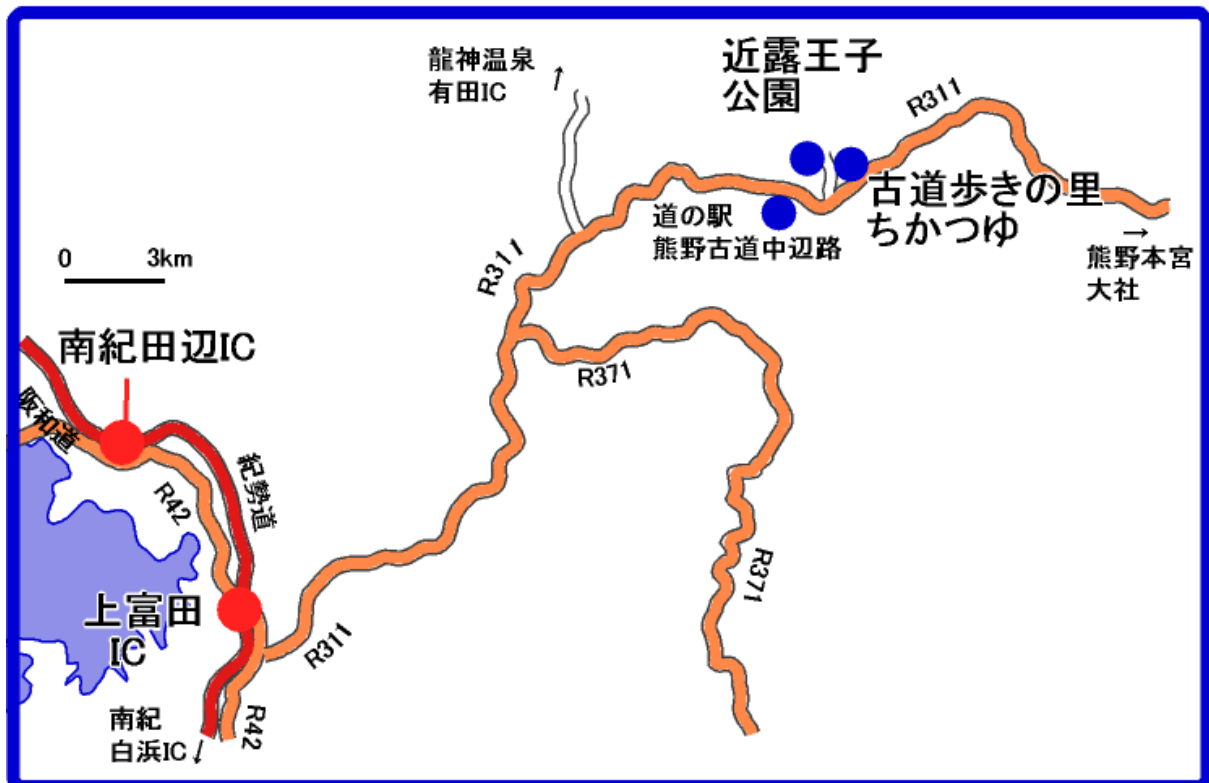 龍神温泉
有田IC
↑
近露王子
公園
R311
古道歩きの里
ちかつゆ
道の駅
熊野古道中辺路
→
熊野本宮
大社
R311
0 3km
南紀田辺IC
R371
阪和道
紀勢道
R42
R371
上富田
IC
R311
南紀
白浜IC↓
R42